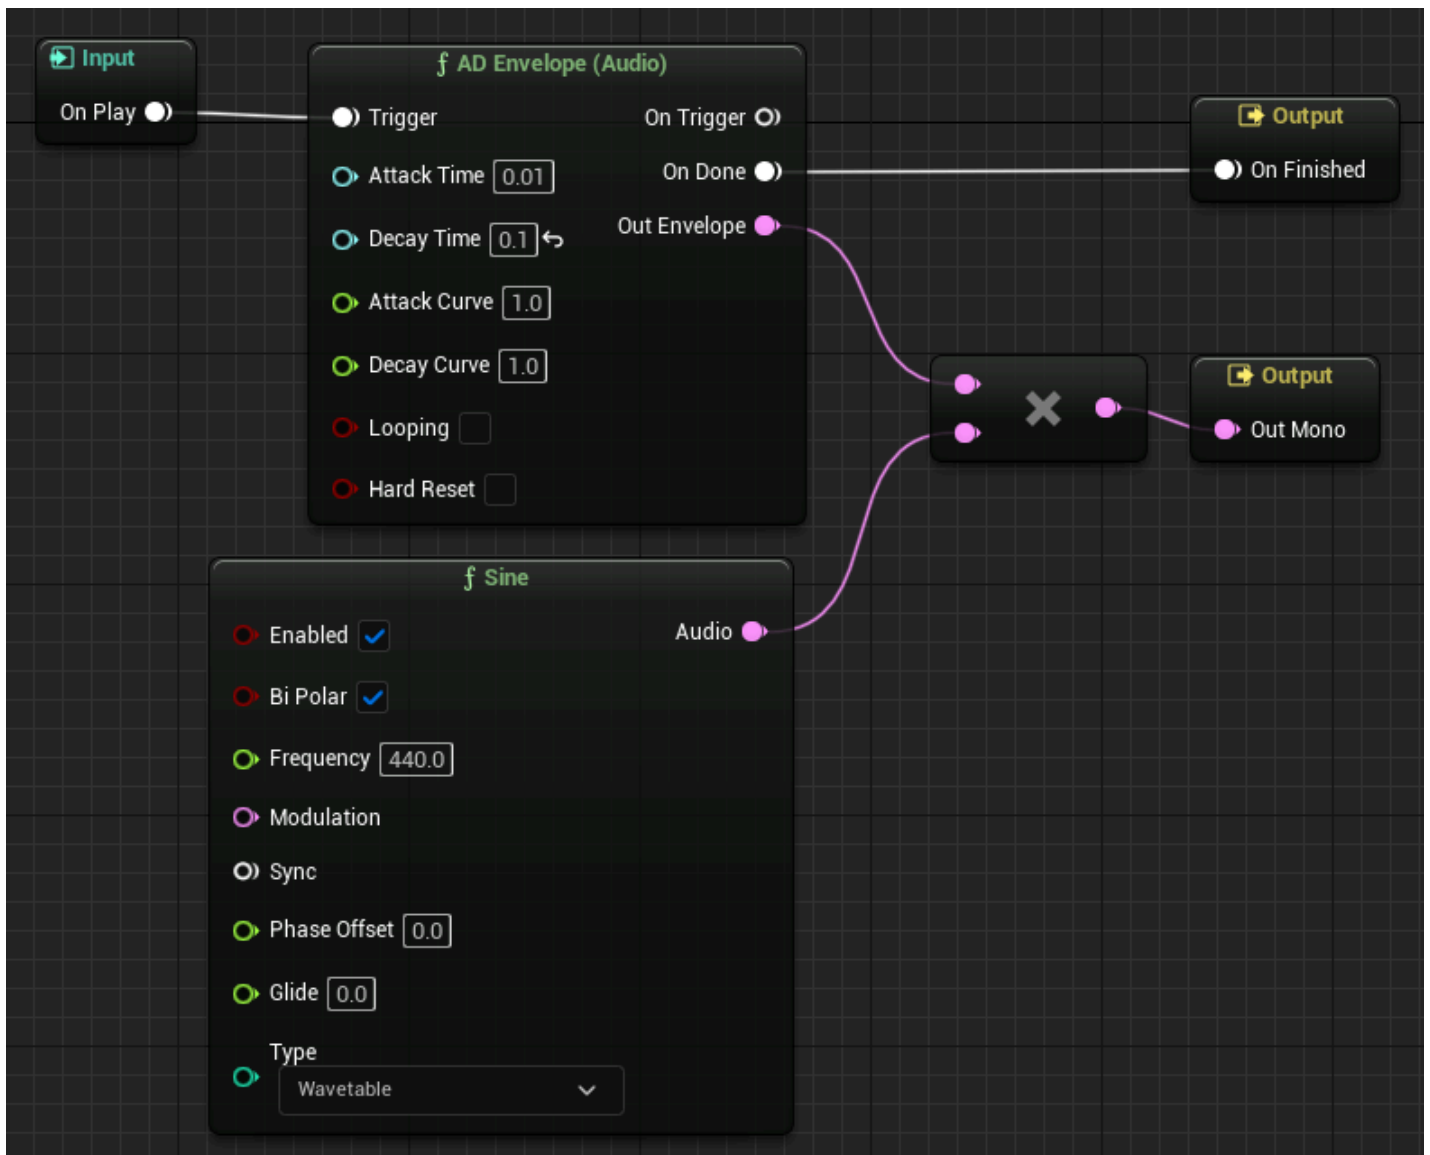 Input
On Play
ƒ AD Envelope (Audio)
Trigger
On Trigger
Attack Time 0.01
On Done
Decay Time 0.1
Out Envelope
Attack Curve 1.0
Decay Curve 1.0
Looping
Hard Reset
Output
On Finished
Output
Out Mono
ƒ Sine
Enabled
Audio
Bi Polar
Frequency 440.0
Modulation
Sync
Phase Offset 0.0
Glide 0.0
Type
Wavetable